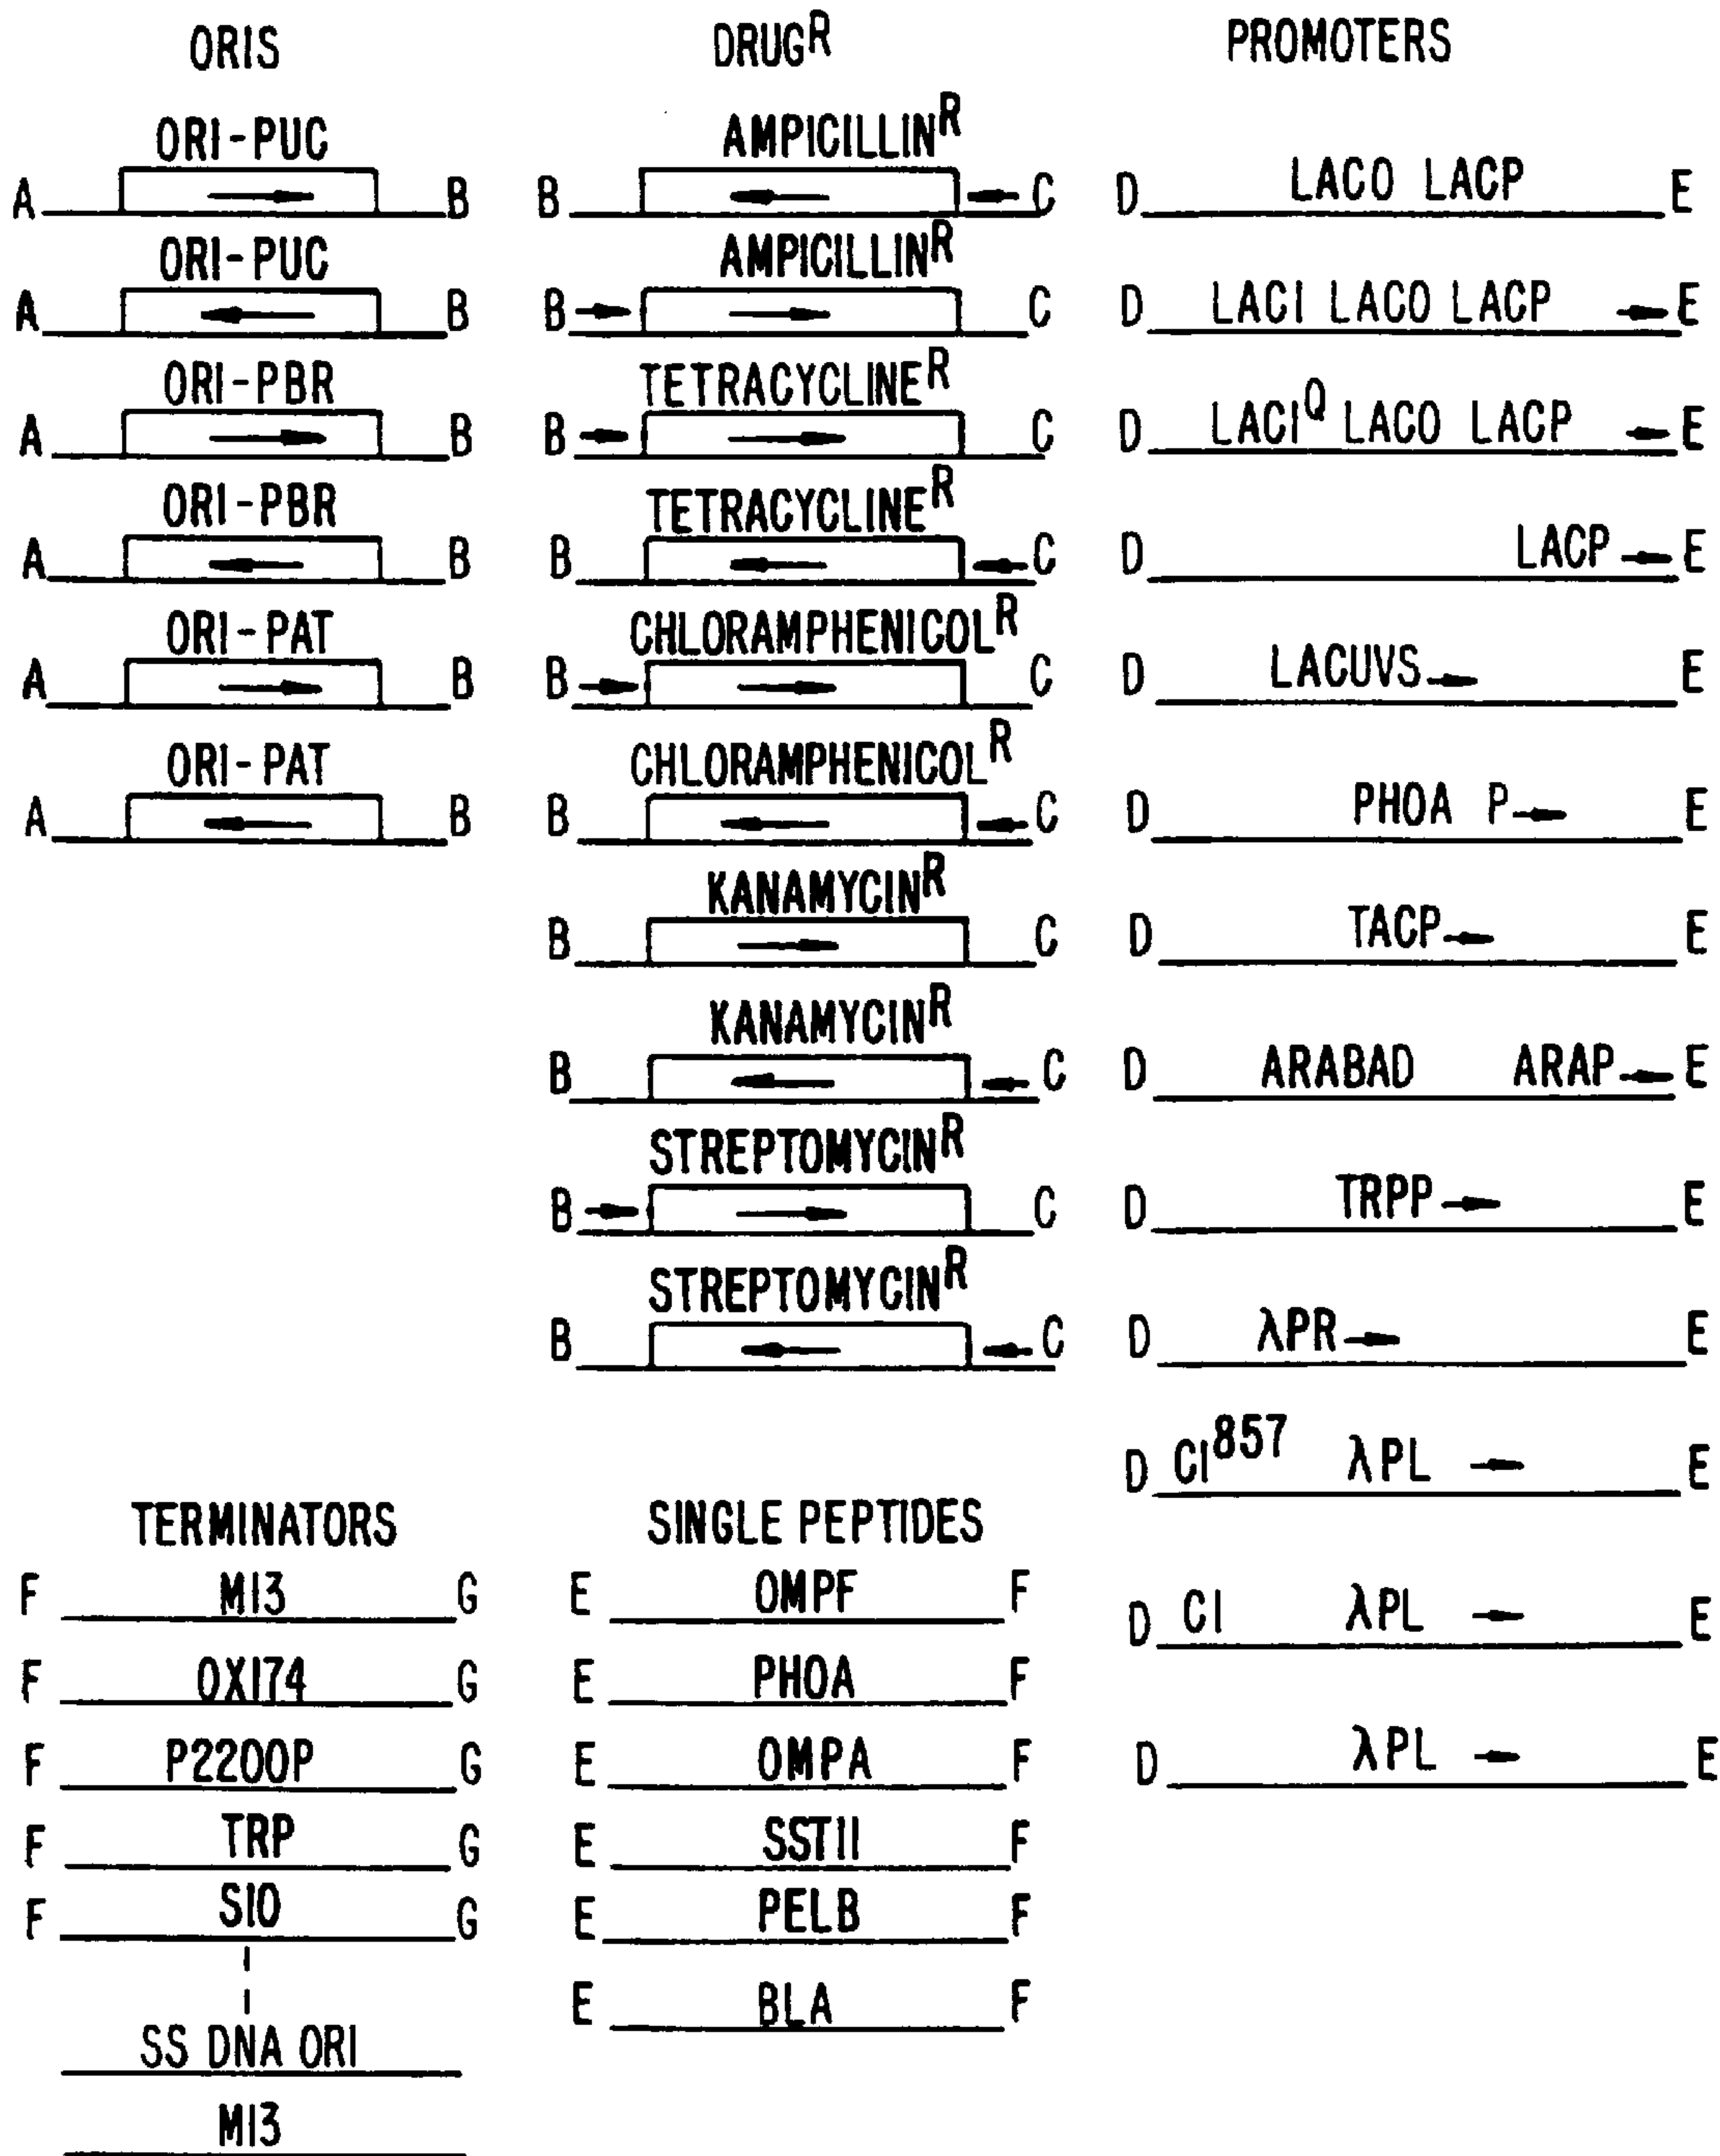 ORIS
ORI-PUC
A B
ORI-PUC
A B
ORI-PBR
A B
ORI-PBR
A B
ORI-PAT
A B
ORI-PAT
A B
DRUGR
AMPICILLINR
B C
AMPICILLINR
B C
TETRACYCLINER
B C
TETRACYCLINER
B C
CHLORAMPHENICOLR
B C
CHLORAMPHENICOLR
B C
KANAMYCINR
B C
KANAMYCINR
B C
STREPTOMYCINR
B C
STREPTOMYCINR
B C
PROMOTERS
D LACO LACP E
D LACI LACO LACP E
D LACIQ LACO LACP E
D LACP E
D LACUVS E
D PHOA P E
D TACP E
D ARABAD ARAP E
D TRPP E
D λPR E
D CI857 λPL E
D CI λPL E
D λPL E
TERMINATORS
F M13 G
F OX174 G
F P22OOP G
F TRP G
F S10 G
SS DNA ORI
M13
SINGLE PEPTIDES
E OMPF F
E PHOA F
E OMPA F
E SSTII F
E PELB F
E BLA F